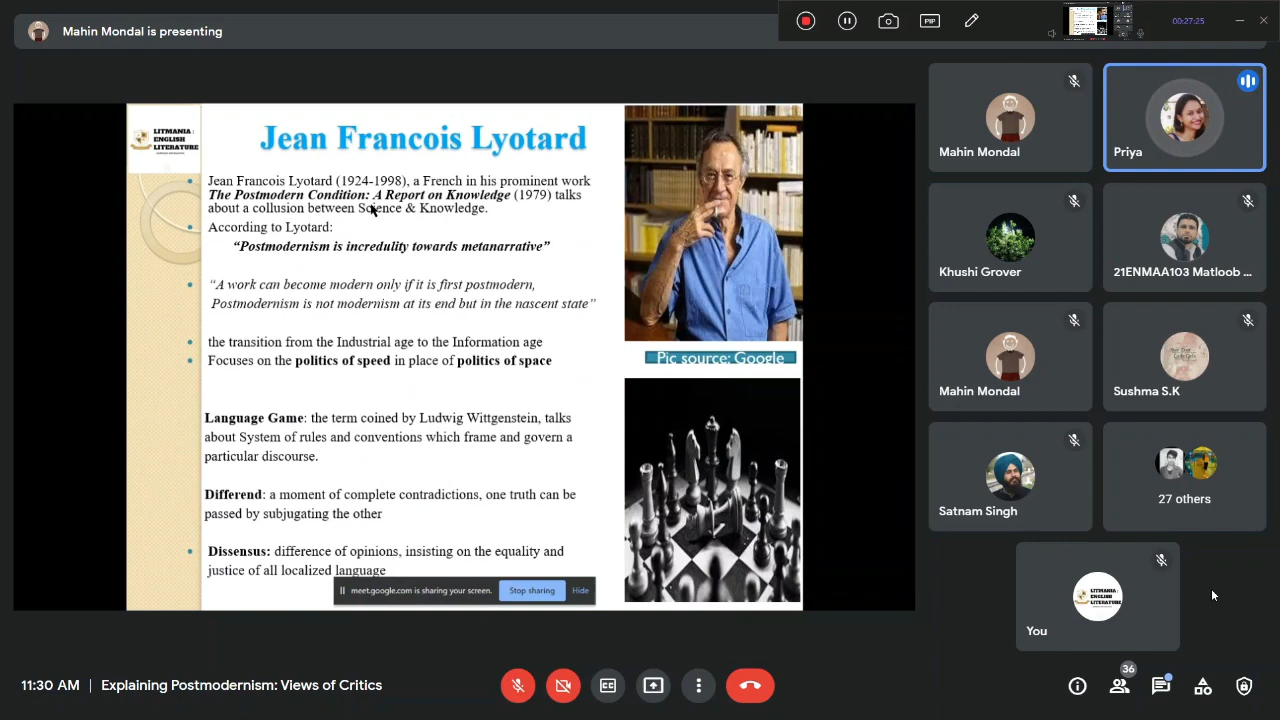 Mahin Mondal is presenting
PIP
00:27:25
LITMANIA :
ENGLISH
LITERATURE
Jean Francois Lyotard
Jean Francois Lyotard (1924-1998), a French in his prominent work
The Postmodern Condition: A Report on Knowledge (1979) talks
about a collusion between Science & Knowledge.
According to Lyotard:
“Postmodernism is incredulity towards metanarrative”
“A work can become modern only if it is first postmodern,
Postmodernism is not modernism at its end but in the nascent state”
the transition from the Industrial age to the Information age
Focuses on the politics of speed in place of politics of space
Language Game: the term coined by Ludwig Wittgenstein, talks
about System of rules and conventions which frame and govern a
particular discourse.
Differend: a moment of complete contradictions, one truth can be
passed by subjugating the other
Dissensus: difference of opinions, insisting on the equality and
justice of all localized language
Pic source: Google
meet.google.com is sharing your screen.
Stop sharing
Hide
Mahin Mondal
Priya
Khushi Grover
21ENMAA103 Matloob ...
Mahin Mondal
Sushma S.K
Satnam Singh
27 others
LITMANIA :
ENGLISH
LITERATURE
You
11:30 AM | Explaining Postmodernism: Views of Critics
CC
36